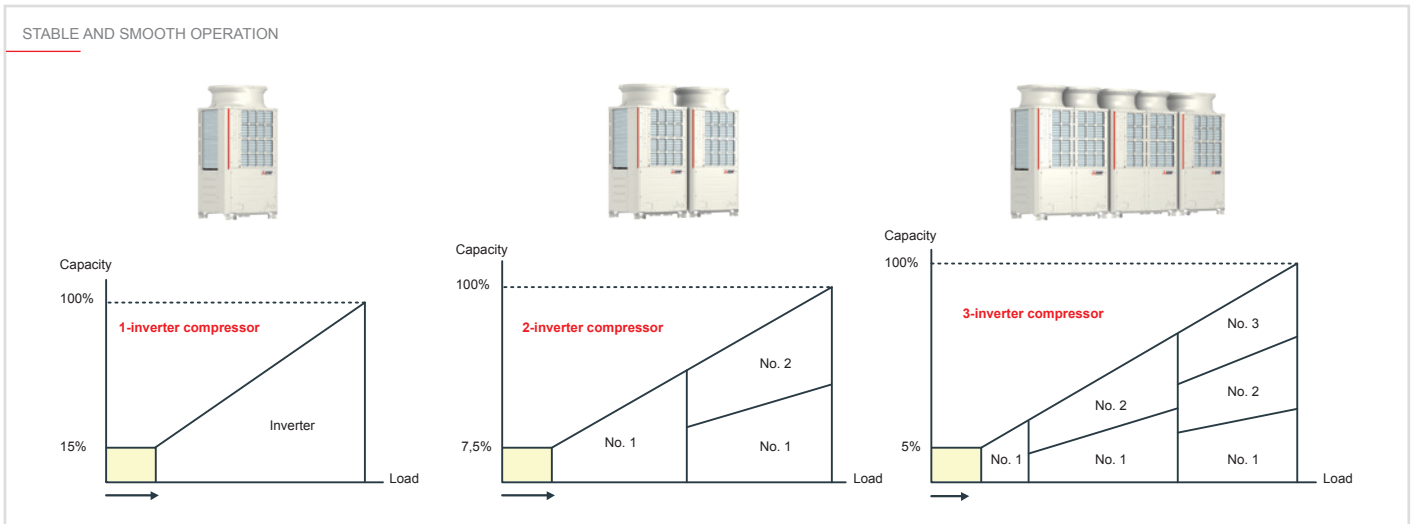 STABLE AND SMOOTH OPERATION
Capacity
100%
1-inverter compressor
Inverter
15%
Load
Capacity
100%
2-inverter compressor
No. 2
No. 1
No. 1
7,5%
Load
Capacity
100%
3-inverter compressor
No. 3
No. 2
No. 2
No. 1
No. 1
No. 1
5%
Load